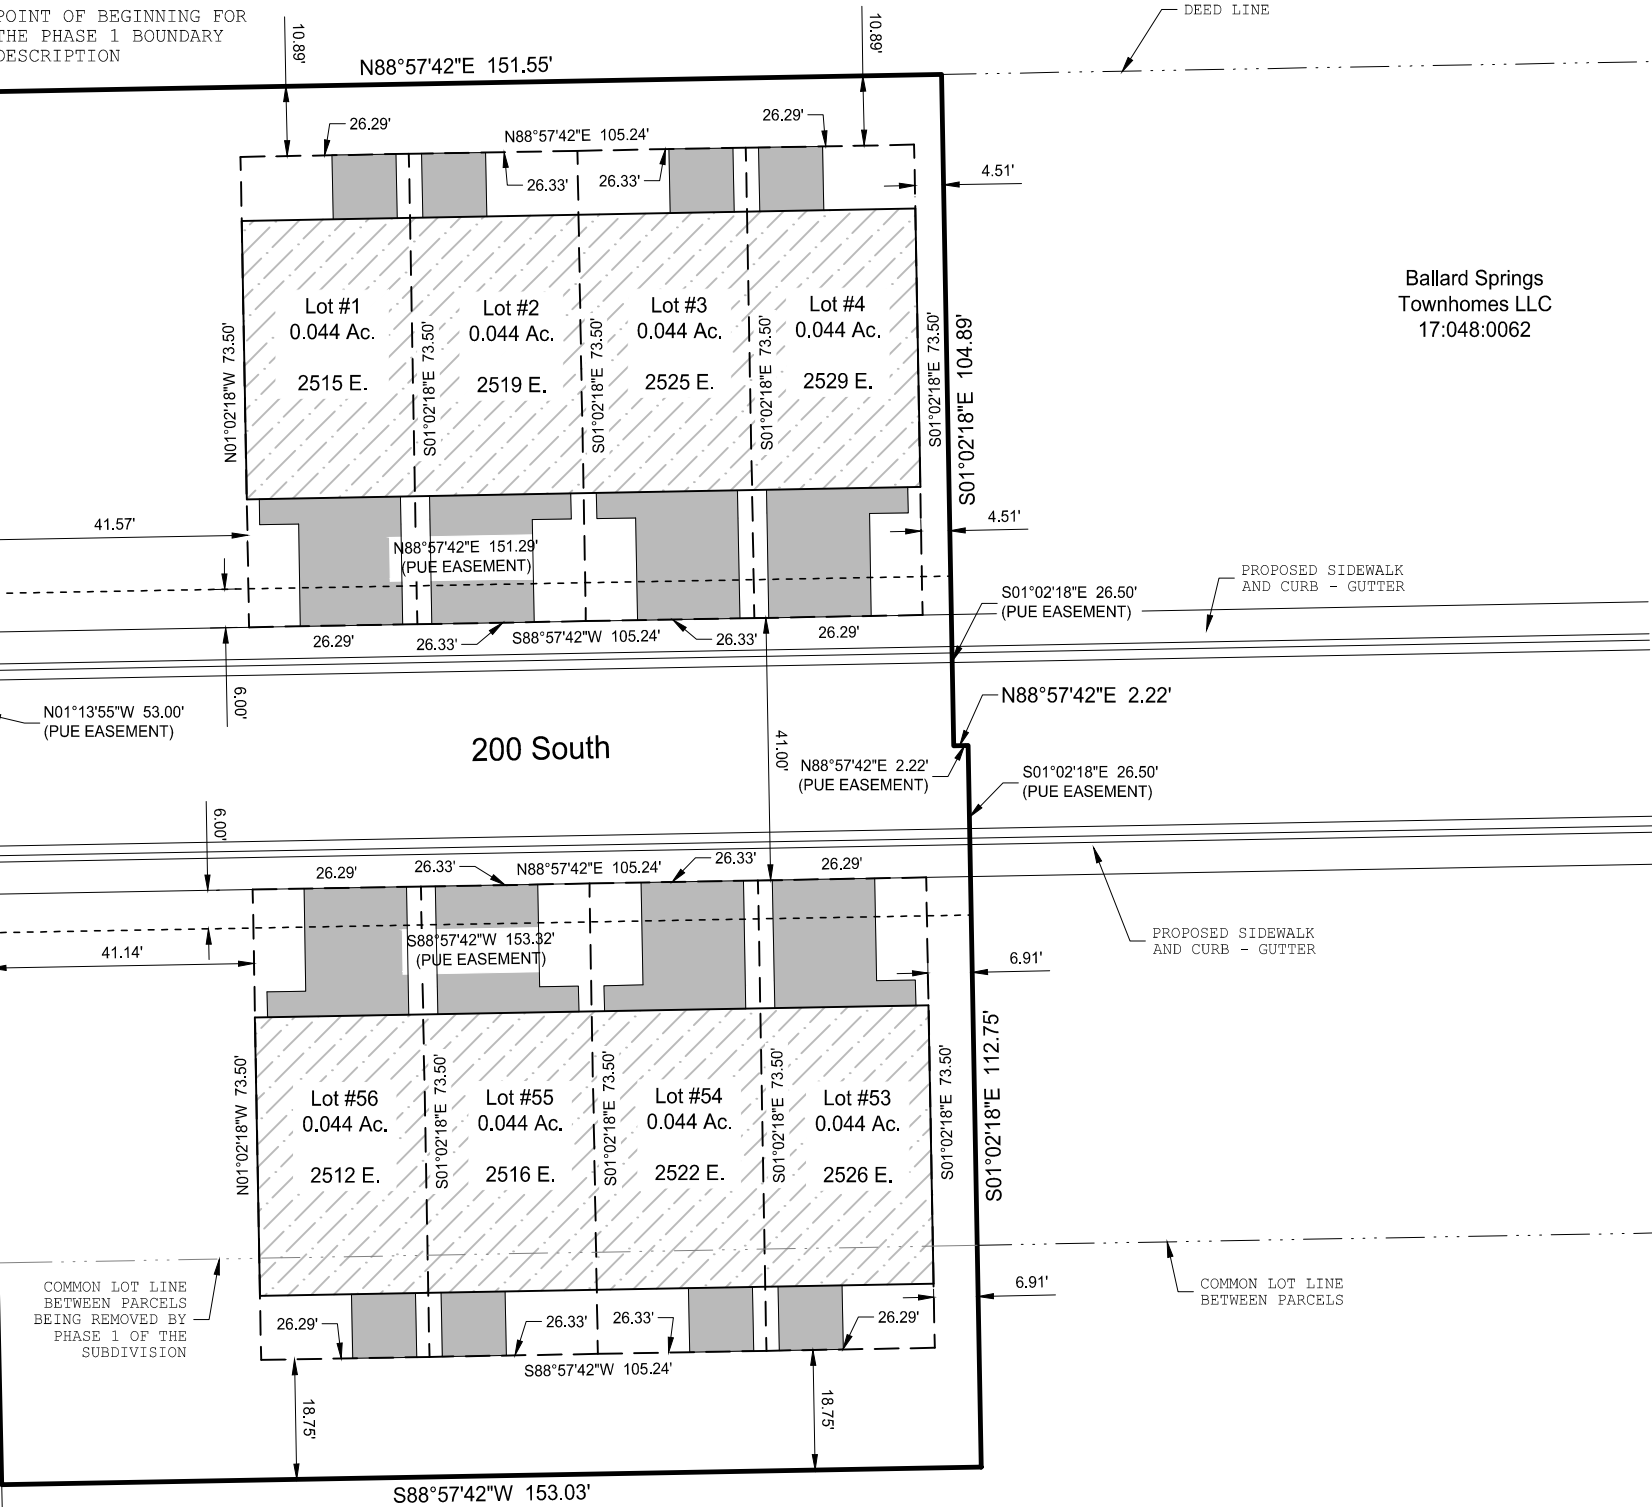 POINT OF BEGINNING FOR
THE PHASE 1 BOUNDARY
DESCRIPTION
10.89'
N88°57'42"E 151.55'
10.89'
DEED LINE
26.29'
N88°57'42"E 105.24'
26.29'
26.33'
26.33'
4.51'
Ballard Springs
Townhomes LLC
17:048:0062
N01°02'18"W 73.50'
Lot #1
0.044 Ac.
2515 E.
S01°02'18"E 73.50'
Lot #2
0.044 Ac.
2519 E.
S01°02'18"E 73.50'
Lot #3
0.044 Ac.
2525 E.
S01°02'18"E 73.50'
Lot #4
0.044 Ac.
2529 E.
S01°02'18"E 73.50'
S01°02'18"E 104.89'
41.57'
N88°57'42"E 151.29'
(PUE EASEMENT)
4.51'
PROPOSED SIDEWALK
AND CURB - GUTTER
S01°02'18"E 26.50'
(PUE EASEMENT)
26.29'
26.33'
S88°57'42"W 105.24'
26.33'
26.29'
6.00'
N01°13'55"W 53.00'
(PUE EASEMENT)
N88°57'42"E 2.22'
200 South
41.00'
N88°57'42"E 2.22'
(PUE EASEMENT)
S01°02'18"E 26.50'
(PUE EASEMENT)
6.00'
26.29'
26.33'
N88°57'42"E 105.24'
26.33'
26.29'
41.14'
S88°57'42"W 153.32'
(PUE EASEMENT)
PROPOSED SIDEWALK
AND CURB - GUTTER
6.91'
N01°02'18"W 73.50'
Lot #56
0.044 Ac.
2512 E.
S01°02'18"E 73.50'
Lot #55
0.044 Ac.
2516 E.
S01°02'18"E 73.50'
Lot #54
0.044 Ac.
2522 E.
S01°02'18"E 73.50'
Lot #53
0.044 Ac.
2526 E.
S01°02'18"E 73.50'
S01°02'18"E 112.75'
COMMON LOT LINE
BETWEEN PARCELS
BEING REMOVED BY
PHASE 1 OF THE
SUBDIVISION
6.91'
COMMON LOT LINE
BETWEEN PARCELS
26.29'
26.33'
26.33'
26.29'
S88°57'42"W 105.24'
18.75'
18.75'
S88°57'42"W 153.03'